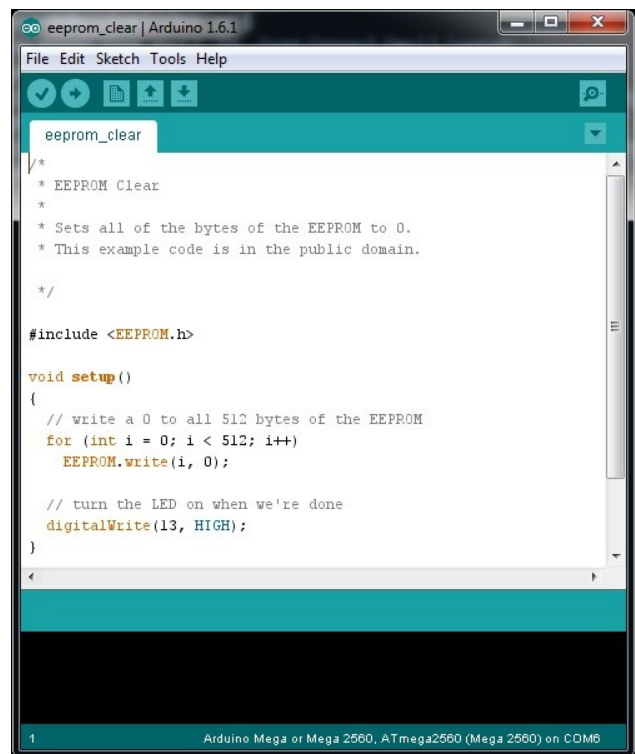 eeprom_clear | Arduino 1.6.1
File Edit Sketch Tools Help
eeprom_clear
/*
 * EEPROM Clear
 *
 * Sets all of the bytes of the EEPROM to 0.
 * This example code is in the public domain.
 */
#include <EEPROM.h>
void setup()
{
  // write a 0 to all 512 bytes of the EEPROM
  for (int i = 0; i < 512; i++)
    EEPROM.write(i, 0);
  // turn the LED on when we're done
  digitalWrite(13, HIGH);
}
1 Arduino Mega or Mega 2560, ATmega2560 (Mega 2560) on COM6